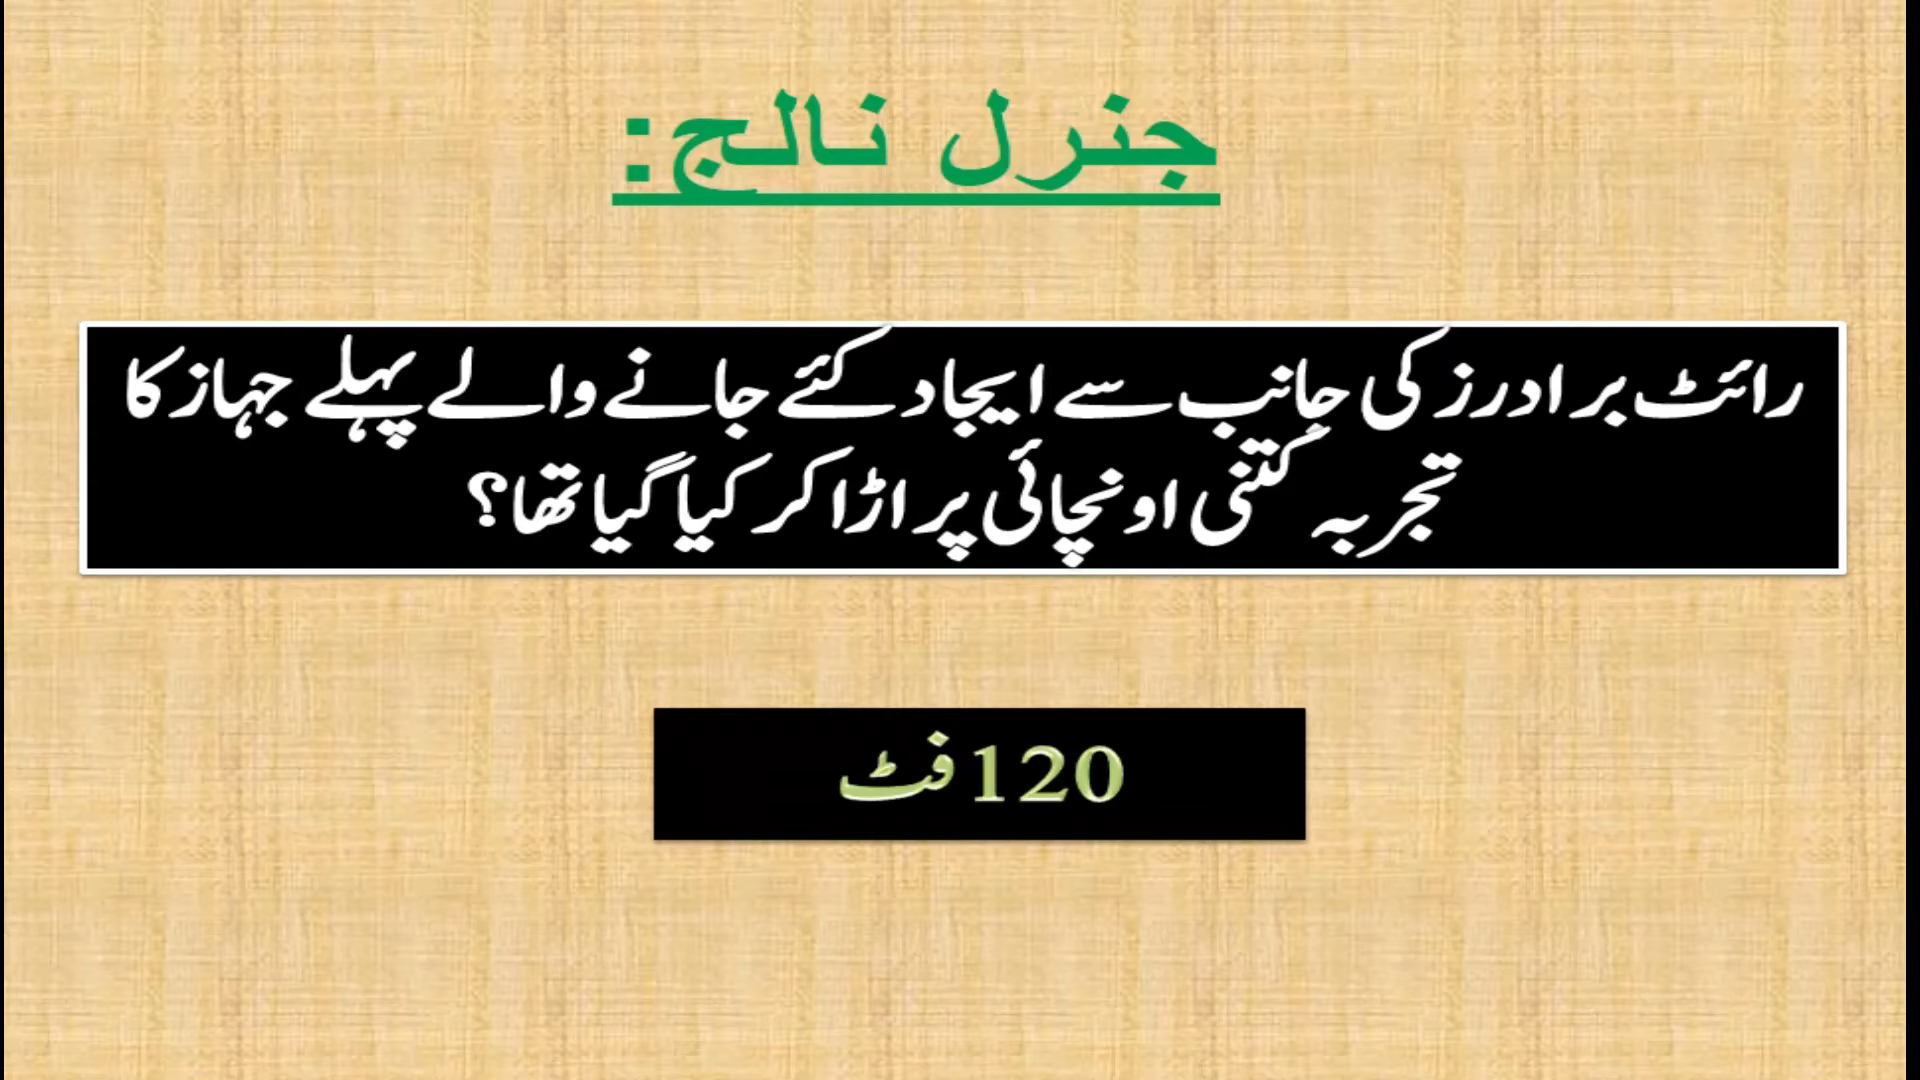 جنرل نالج:
رائٹ برادرز کی جانب سے ایجاد کئے جانے والے پہلے جہاز کا
تجربہ کتنی اونچائی پر اڑا کر کیا گیا تھا؟
120 فٹ